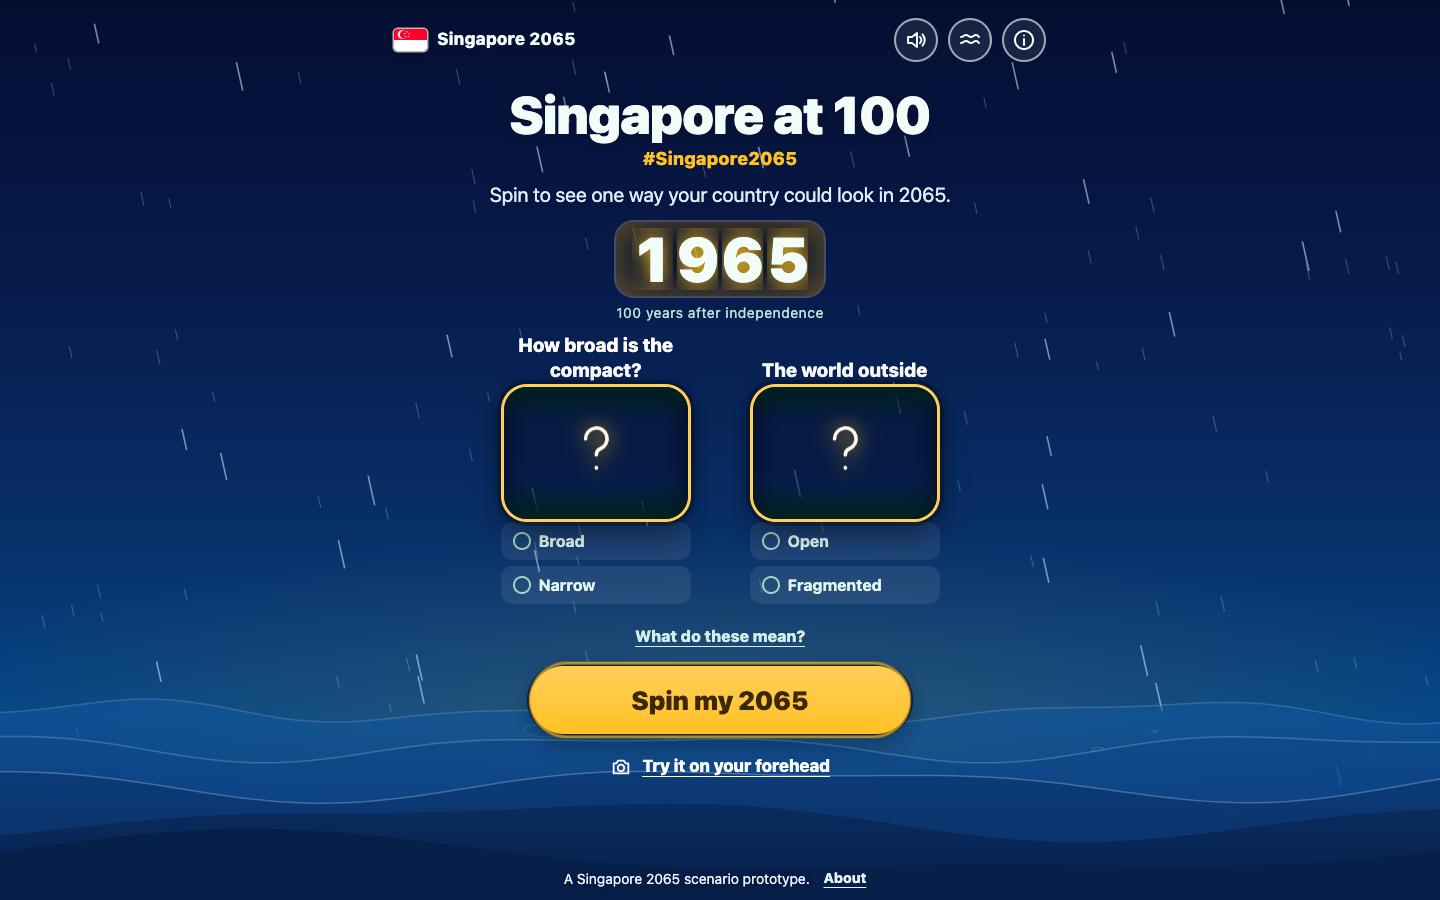 Singapore 2065
Singapore at 100
#Singapore2065
Spin to see one way your country could look in 2065.
1965
100 years after independence
How broad is the
compact?
?
Broad
Narrow
The world outside
?
Open
Fragmented
What do these mean?
Spin my 2065
Try it on your forehead
A Singapore 2065 scenario prototype. About